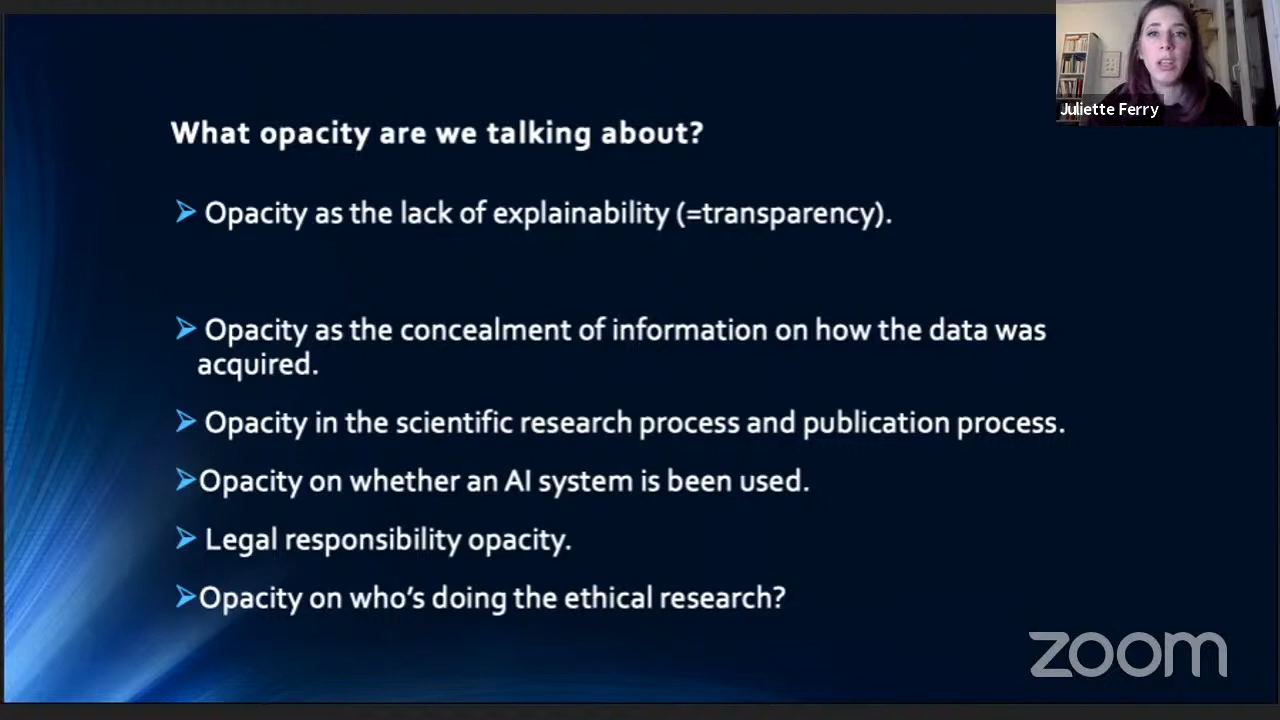 Juliette Ferry
What opacity are we talking about?
Opacity as the lack of explainability (=transparency).
Opacity as the concealment of information on how the data was
acquired.
Opacity in the scientific research process and publication process.
Opacity on whether an AI system is been used.
Legal responsibility opacity.
Opacity on who's doing the ethical research?
zoom